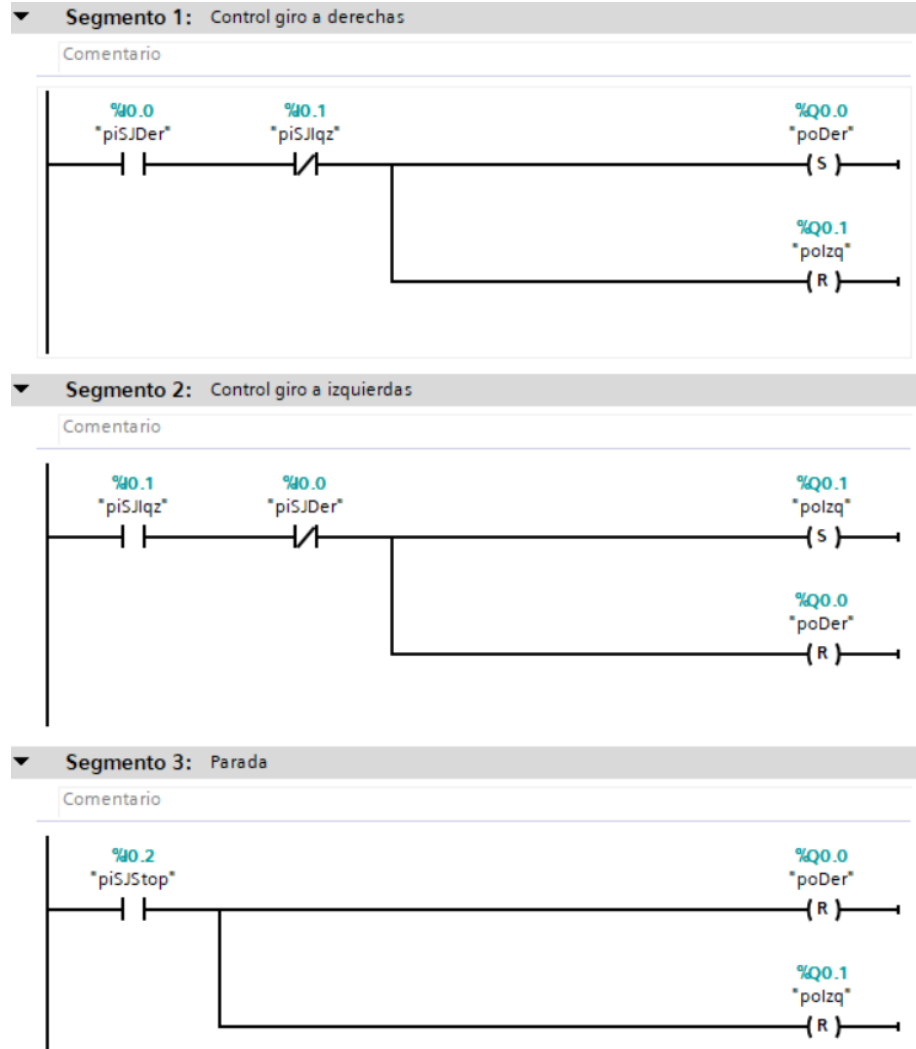 Segmento 1: Control giro a derechas
Comentario
%I0.0 %I0.1 %Q0.0
"piSJDer" "piSJIqz" "poDer"
S
%Q0.1
"poIzq"
R
Segmento 2: Control giro a izquierdas
Comentario
%I0.1 %I0.0 %Q0.1
"piSJIqz" "piSJDer" "poIzq"
S
%Q0.0
"poDer"
R
Segmento 3: Parada
Comentario
%I0.2 %Q0.0
"piSJStop" "poDer"
R
%Q0.1
"poIzq"
R